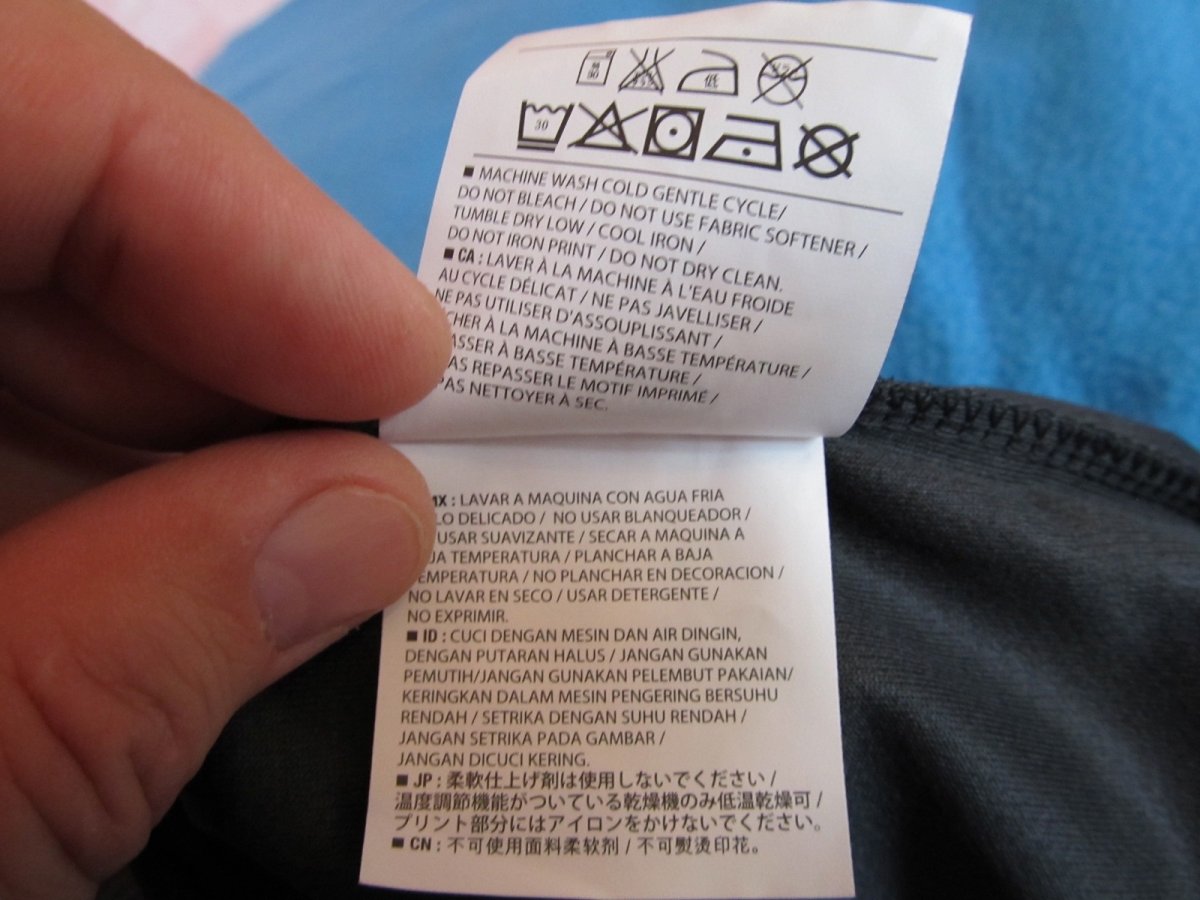 低
30
■ MACHINE WASH COLD GENTLE CYCLE/
DO NOT BLEACH / DO NOT USE FABRIC SOFTENER /
TUMBLE DRY LOW / COOL IRON /
DO NOT IRON PRINT / DO NOT DRY CLEAN.
■ CA : LAVER À LA MACHINE À L'EAU FROIDE
AU CYCLE DÉLICAT / NE PAS JAVELLISER /
NE PAS UTILISER D'ASSOUPLISSANT /
CHER À LA MACHINE À BASSE TEMPÉRATURE /
ASSER À BASSE TEMPÉRATURE /
AS REPASSER LE MOTIF IMPRIMÉ /
PAS NETTOYER À SEC.
MX : LAVAR A MAQUINA CON AGUA FRIA
LO DELICADO / NO USAR BLANQUEADOR /
USAR SUAVIZANTE / SECAR A MAQUINA A
JA TEMPERATURA / PLANCHAR A BAJA
TEMPERATURA / NO PLANCHAR EN DECORACION /
NO LAVAR EN SECO / USAR DETERGENTE /
NO EXPRIMIR.
■ ID : CUCI DENGAN MESIN DAN AIR DINGIN,
DENGAN PUTARAN HALUS / JANGAN GUNAKAN
PEMUTIH/JANGAN GUNAKAN PELEMBUT PAKAIAN/
KERINGKAN DALAM MESIN PENGERING BERSUHU
RENDAH / SETRIKA DENGAN SUHU RENDAH /
JANGAN SETRIKA PADA GAMBAR /
JANGAN DICUCI KERING.
■ JP : 柔軟仕上げ剤は使用しないでください /
温度調節機能がついている乾燥機のみ低温乾燥可 /
プリント部分にはアイロンをかけないでください。
■ CN : 不可使用面料柔软剂 / 不可熨烫印花。